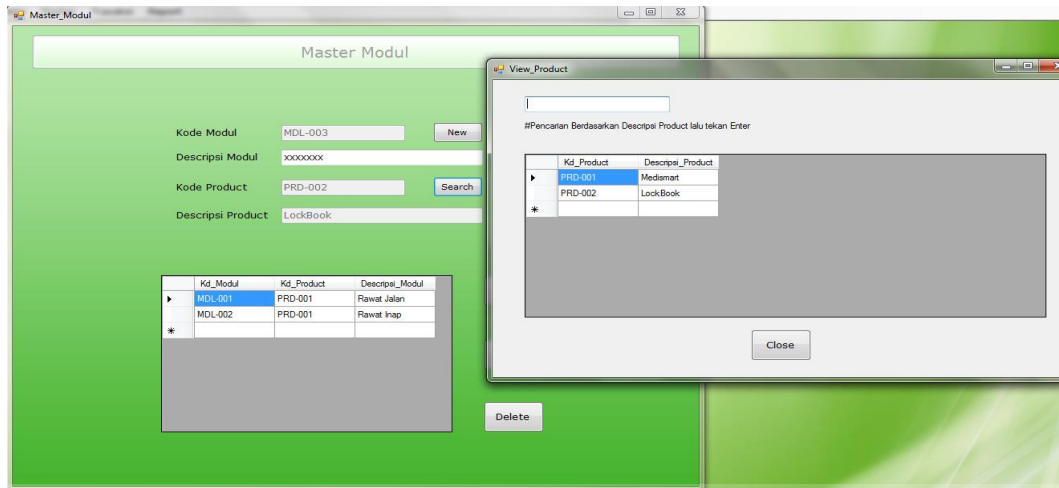 Master_Modul
Master Modul
Kode Modul MDL-003 New
Descripsi Modul xxxxxxx
Kode Product PRD-002 Search
Descripsi Product LockBook
Kd_Modul Kd_Product Descripsi_Modul
MDL-001 PRD-001 Rawat Jalan
MDL-002 PRD-001 Rawat Inap
Delete
View_Product
#Pencarian Berdasarkan Descripsi Product lalu tekan Enter
Kd_Product Descripsi_Product
PRD-001 Medismart
PRD-002 LockBook
Close